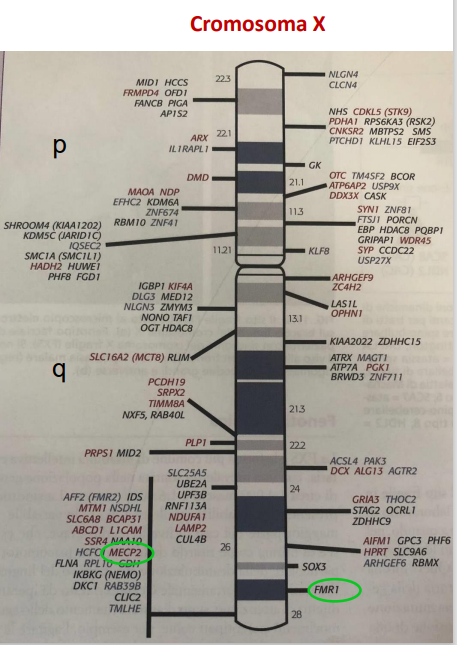 Cromosoma X
p
MID1 HCCS
FRMPD4 OFD1
FANCB PIGA
AP1S2
ARX
IL1RAPL1
DMD
MAOA NDP
EFHC2 KDM6A
ZNF674
RBM10 ZNF41
SHROOM4 (KIAA1202)
KDM5C (JARID1C)
IQSEC2
SMC1A (SMC1L1)
HADH2 HUWE1
PHF8 FGD1
22.3
22.1
21.1
11.3
11.21
NLGN4
CLCN4
NHS CDKL5 (STK9)
PDHA1 RPS6KA3 (RSK2)
CNKSR2 MBTPS2 SMS
PTCHD1 KLHL15 EIF2S3
GK
OTC TM4SF2 BCOR
ATP6AP2 USP9X
DDX3X CASK
SYN1 ZNF81
FTSJ1 PORCN
EBP HDAC8 PQBP1
GRIPAP1 WDR45
SYP CCDC22
USP27X
KLF8
q
IGBP1 KIF4A
DLG3 MED12
NLGN3 ZMYM3
NONO TAF1
OGT HDAC8
SLC16A2 (MCT8) RLIM
PCDH19
SRPX2
TIMM8A
NXF5, RAB40L
PLP1
PRPS1 MID2
SLC25A5
UBE2A
UPF3B
RNF113A
NDUFA1
LAMP2
CUL4B
AFF2 (FMR2) IDS
MTM1 NSDHL
SLC6A8 BCAP31
ABCD1 L1CAM
SSR4 NAA10
HCFC MECP2
FLNA RPL10 GDI1
IKBKG (NEMO)
DKC1 RAB39B
CLIC2
TMLHE
13.1
21.3
22.2
24
26
28
ARHGEF9
ZC4H2
LAS1L
OPHN1
KIAA2022 ZDHHC15
ATRX MAGT1
ATP7A PGK1
BRWD3 ZNF711
ACSL4 PAK3
DCX ALG13 AGTR2
GRIA3 THOC2
STAG2 OCRL1
ZDHHC9
AIFM1 GPC3 PHF6
HPRT SLC9A6
ARHGEF6 RBMX
SOX3
FMR1